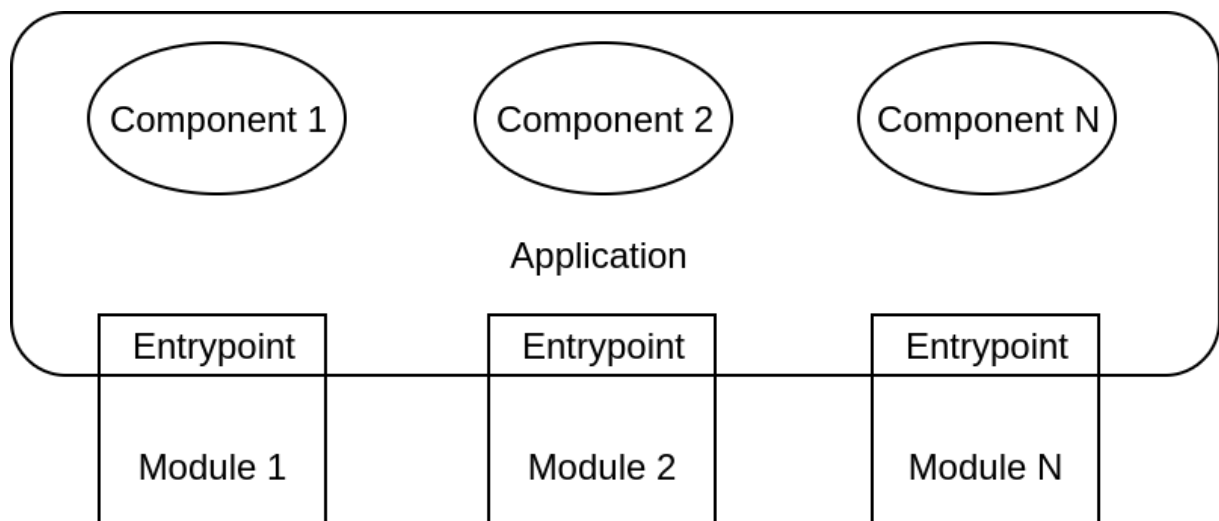 Component 1
Component 2
Component N
Application
Entrypoint
Entrypoint
Entrypoint
Module 1
Module 2
Module N